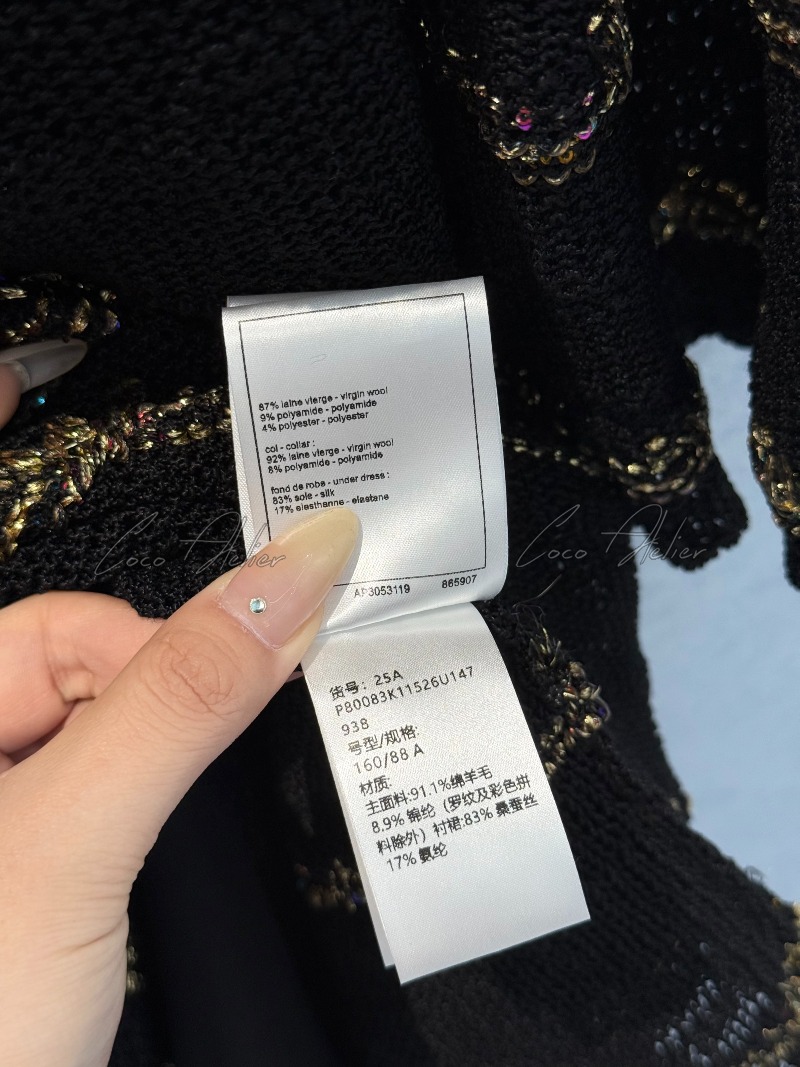 87% laine vierge - virgin wool
9% polyamide - polyamide
4% polyester - polyester
col - collar :
92% laine vierge - virgin wool
8% polyamide - polyamide
fond de robe - under dress :
83% soie - silk
17% elasthanne - elastane
AP3053119 865907
Coco Atelier Coco Atelier
货号: 25A
P80083K11526U147
938
号型/规格:
160/88 A
材质:
主面料:91.1%绵羊毛
8.9% 锦纶（罗纹及彩色拼
料除外）衬裙:83% 桑蚕丝
17% 氨纶